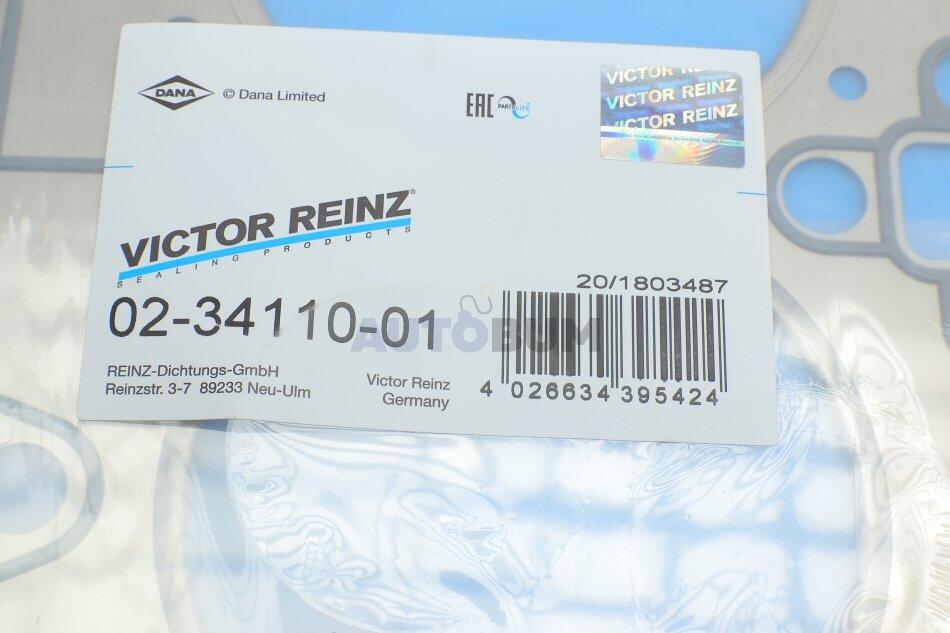 DANA
© Dana Limited
EAC
PARTSLIFE
VICTOR REINZ
VICTOR REINZ
VICTOR REINZ
VICTOR REINZ®
SEALING PRODUCTS
02-34110-01
20/1803487
AUTOBUM
REINZ-Dichtungs-GmbH
Reinzstr. 3-7 89233 Neu-Ulm
Victor Reinz
Germany
4 026634 395424